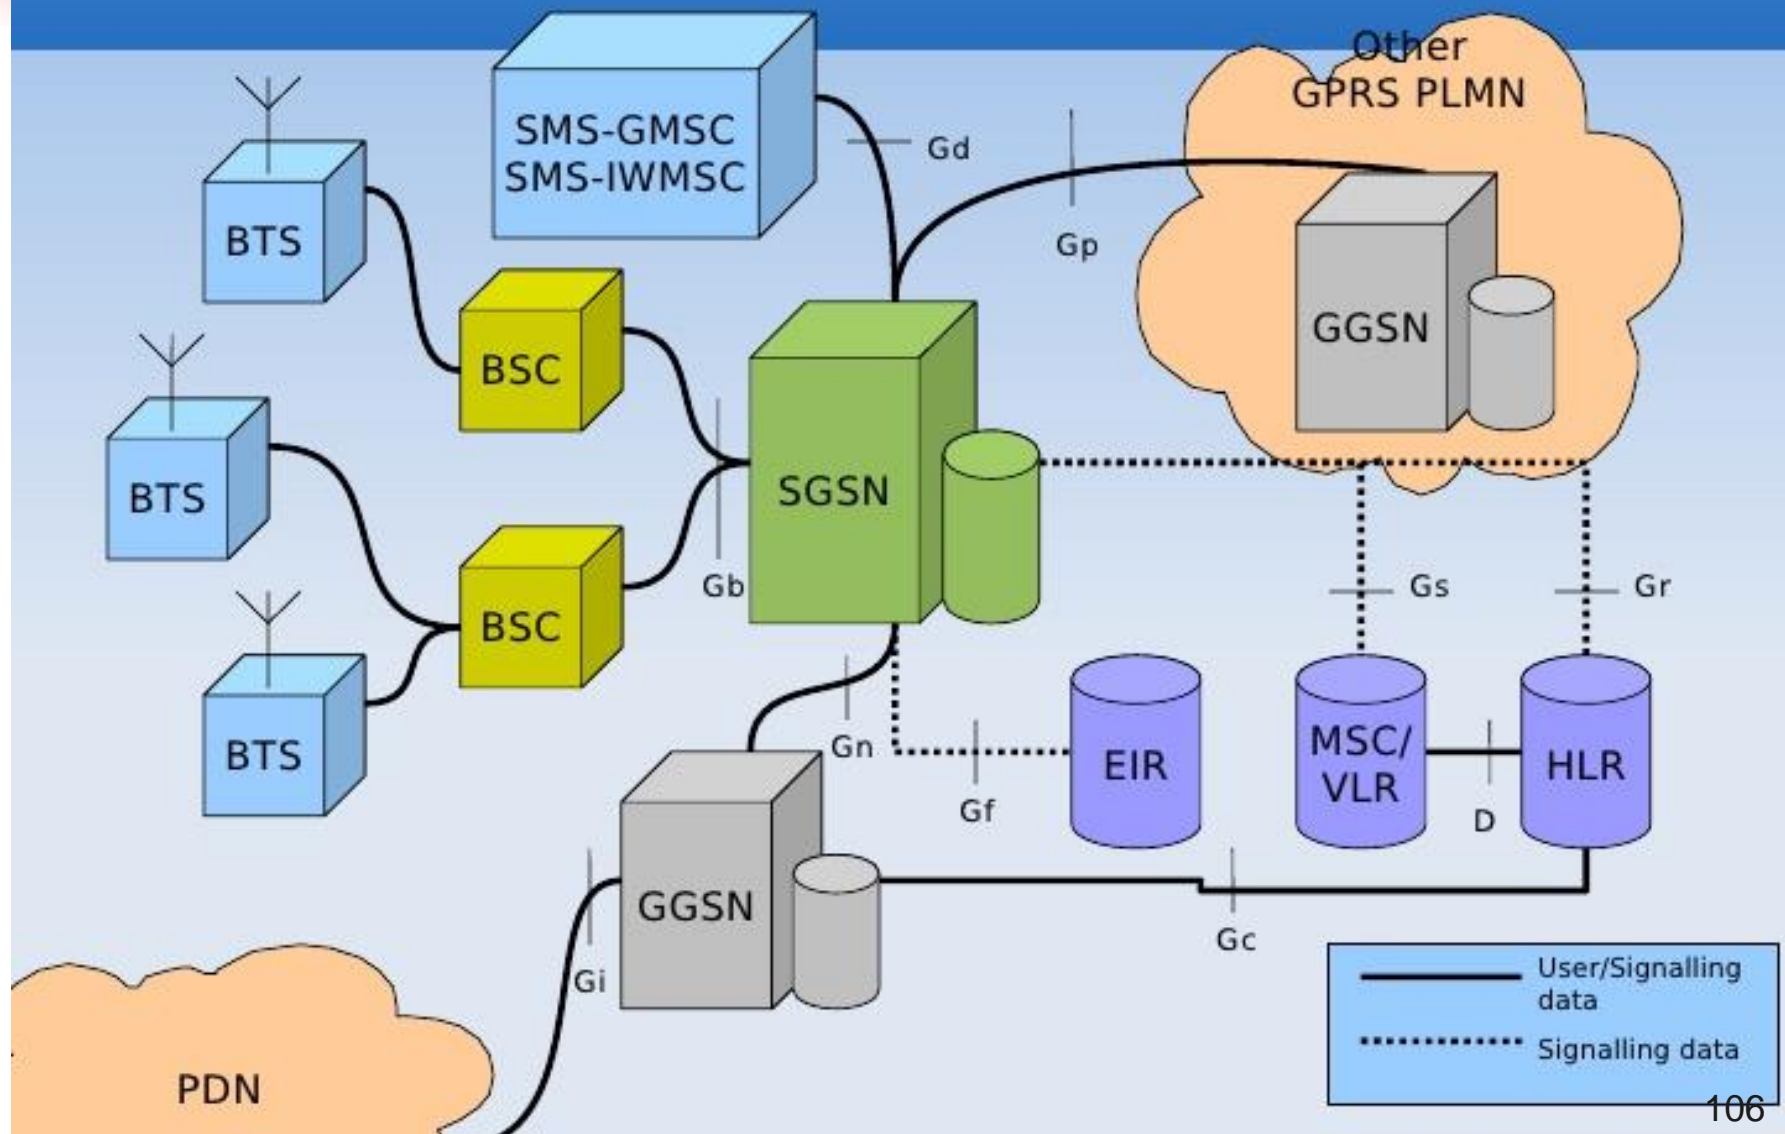 Other
GPRS PLMN
SMS-GMSC
SMS-IWMSC
Gd
BTS
Gp
GGSN
BSC
SGSN
BTS
Gb
Gs
Gr
BSC
BTS
Gn
Gf
EIR
MSC/
VLR
D
HLR
GGSN
Gc
Gi
PDN
User/Signalling
data
Signalling data
106